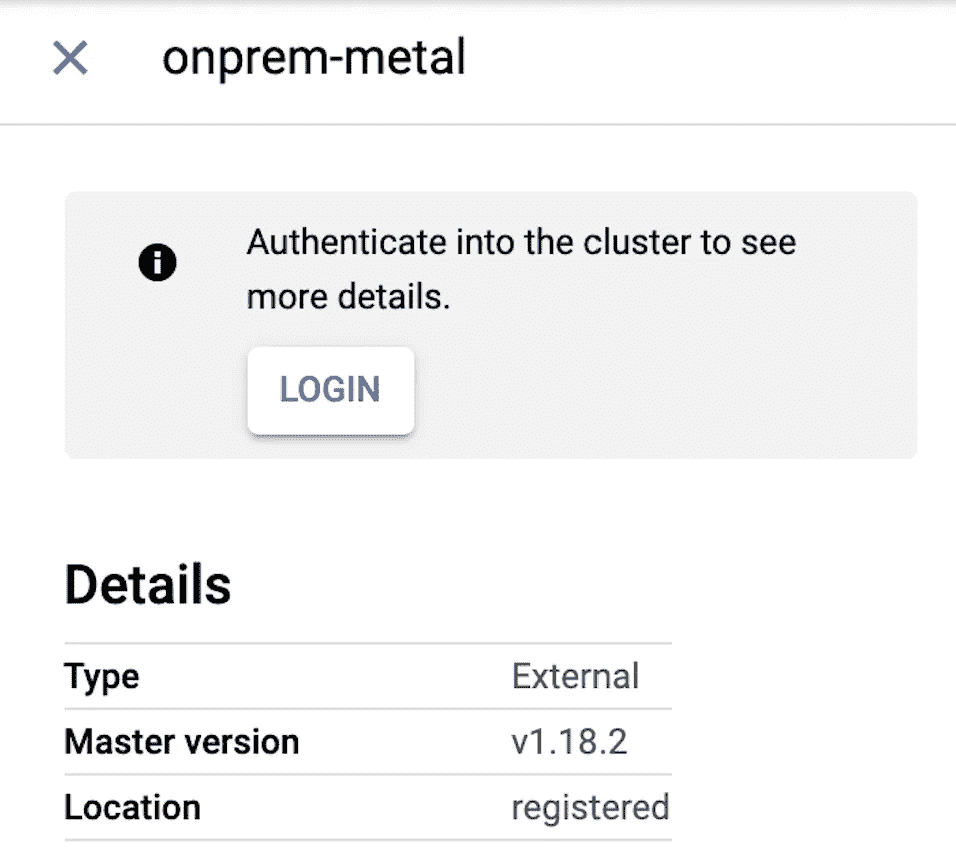 onprem-metal
Authenticate into the cluster to see
more details.
LOGIN
Details
Type External
Master version v1.18.2
Location registered